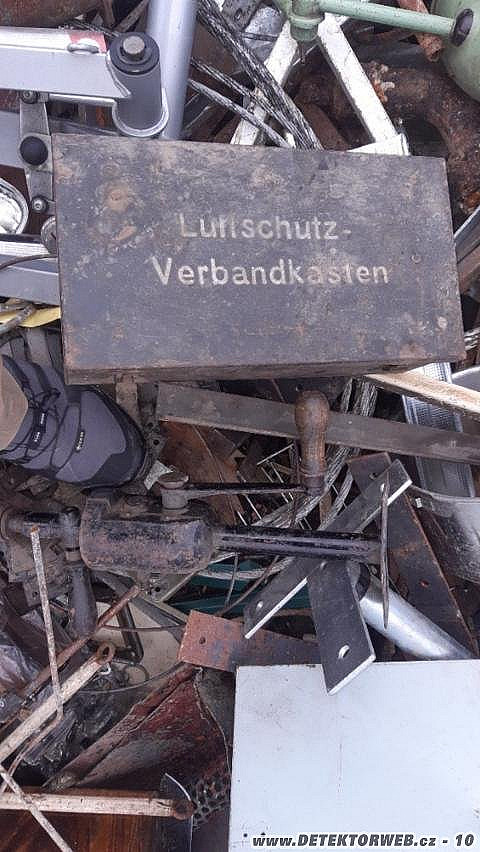 Luftschutz-
Verbandkasten
www.DETEKTORWEB.cz - 10